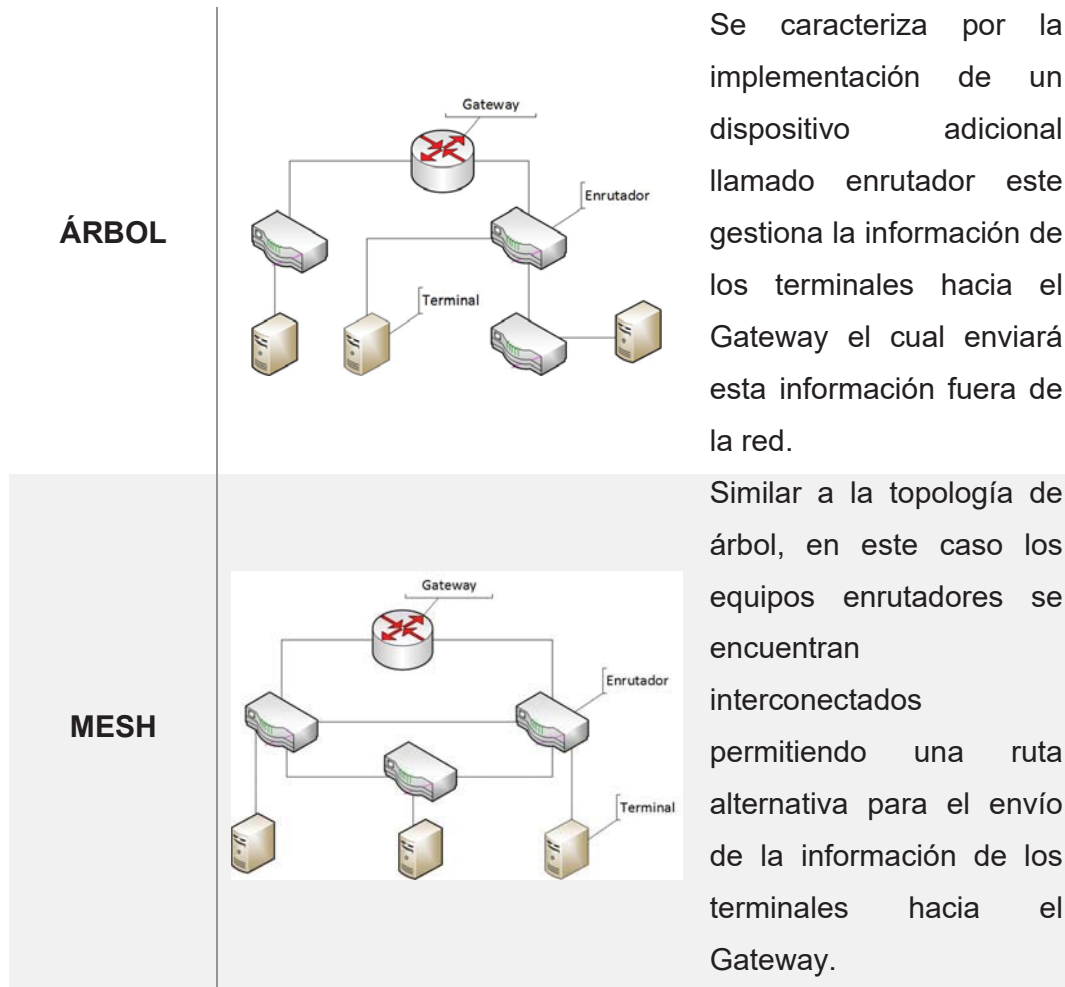 ÁRBOL
Gateway
Enrutador
Terminal
Se caracteriza por la
implementación de un
dispositivo adicional
llamado enrutador este
gestiona la información de
los terminales hacia el
Gateway el cual enviará
esta información fuera de
la red.
MESH
Gateway
Enrutador
Terminal
Similar a la topología de
árbol, en este caso los
equipos enrutadores se
encuentran
interconectados
permitiendo una ruta
alternativa para el envío
de la información de los
terminales hacia el
Gateway.